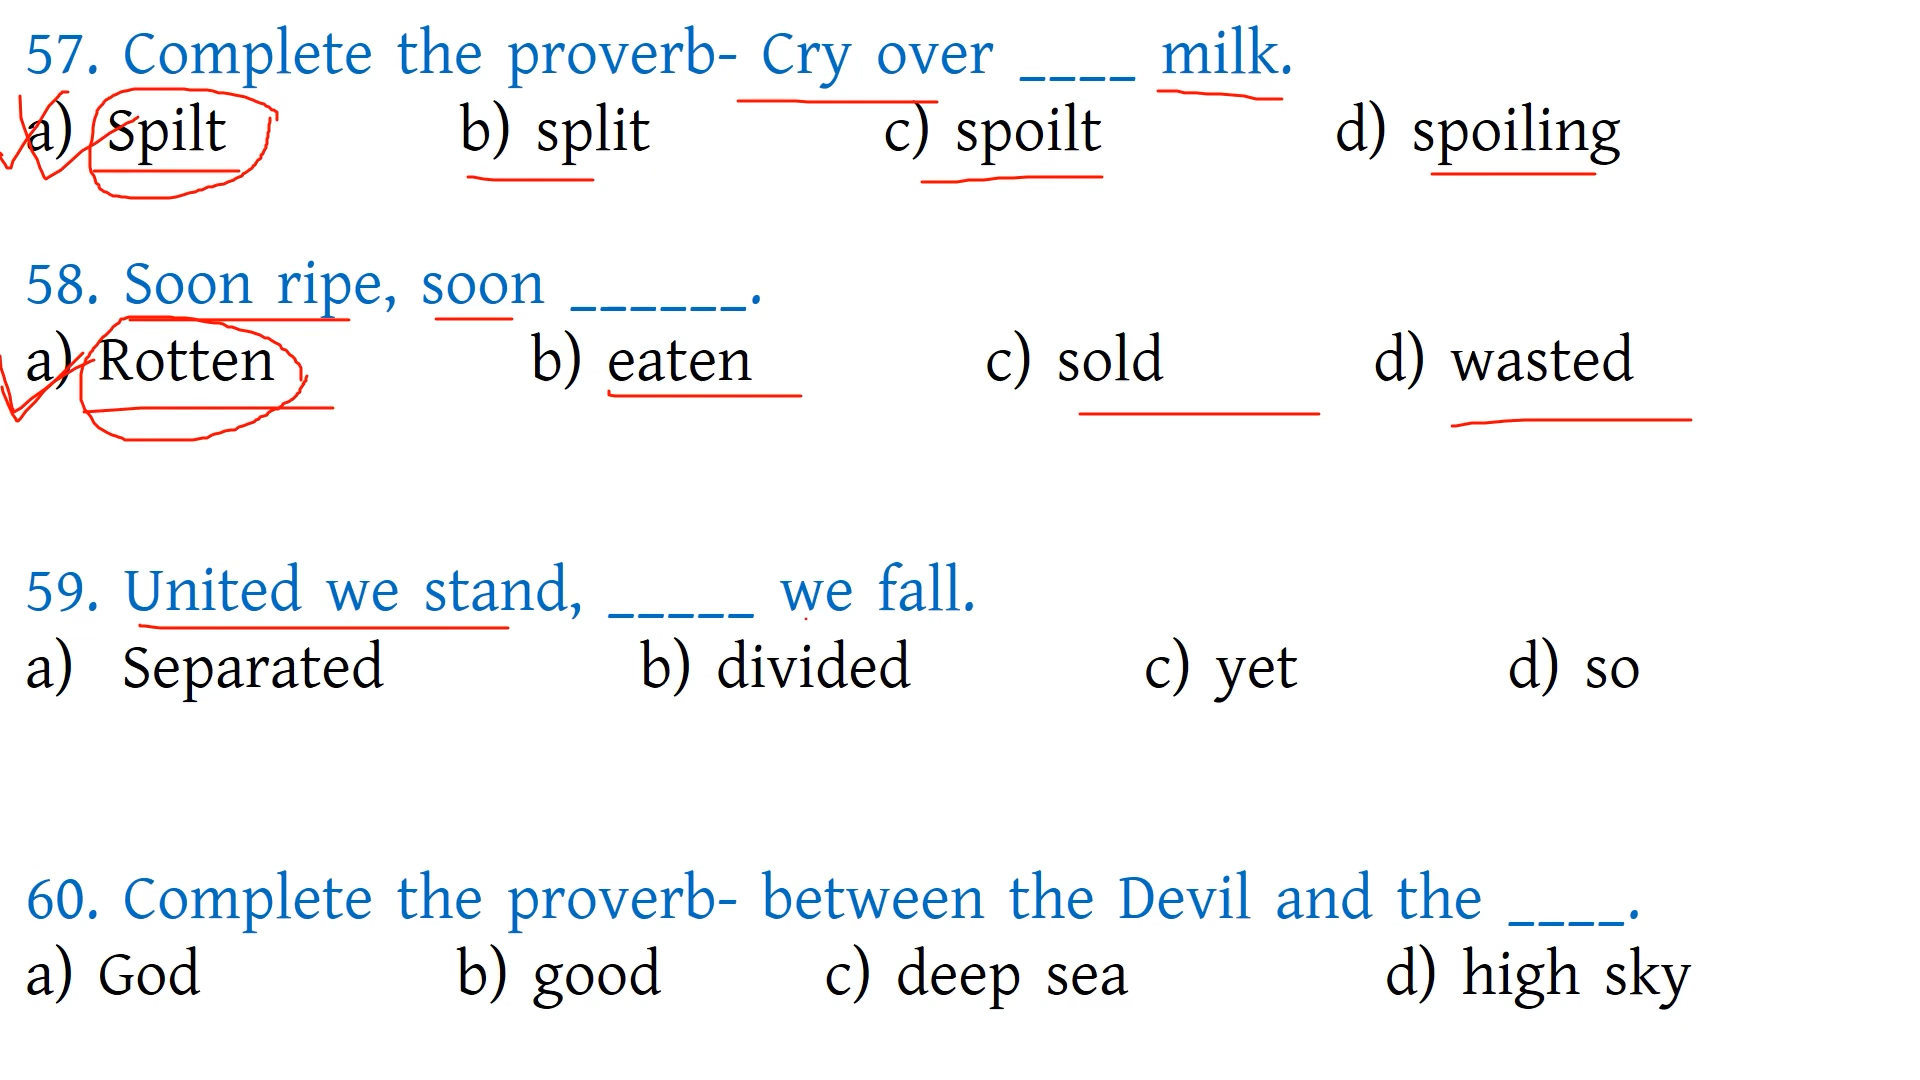 57. Complete the proverb- Cry over ____ milk.
a) Spilt b) split c) spoilt d) spoiling
58. Soon ripe, soon ______.
a) Rotten b) eaten c) sold d) wasted
59. United we stand, _____ we fall.
a) Separated b) divided c) yet d) so
60. Complete the proverb- between the Devil and the ____.
a) God b) good c) deep sea d) high sky